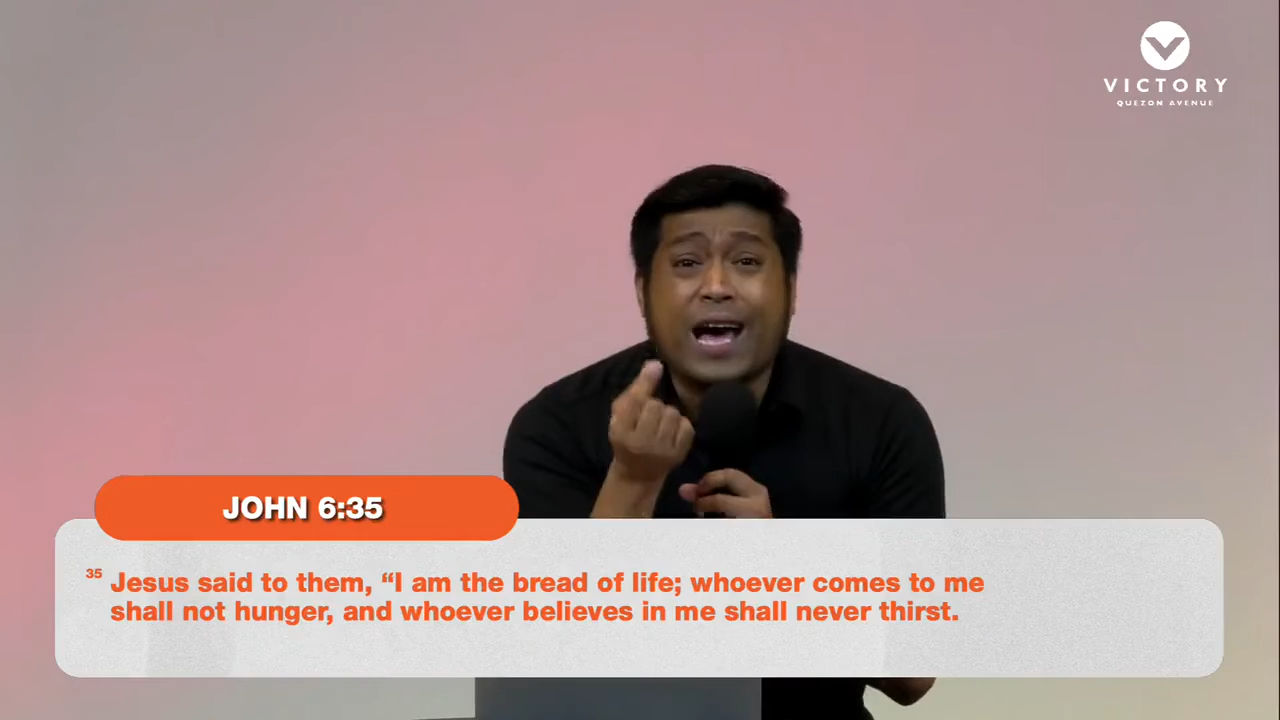 VICTORY
QUEZON AVENUE
JOHN 6:35
35 Jesus said to them, “I am the bread of life; whoever comes to me
shall not hunger, and whoever believes in me shall never thirst.